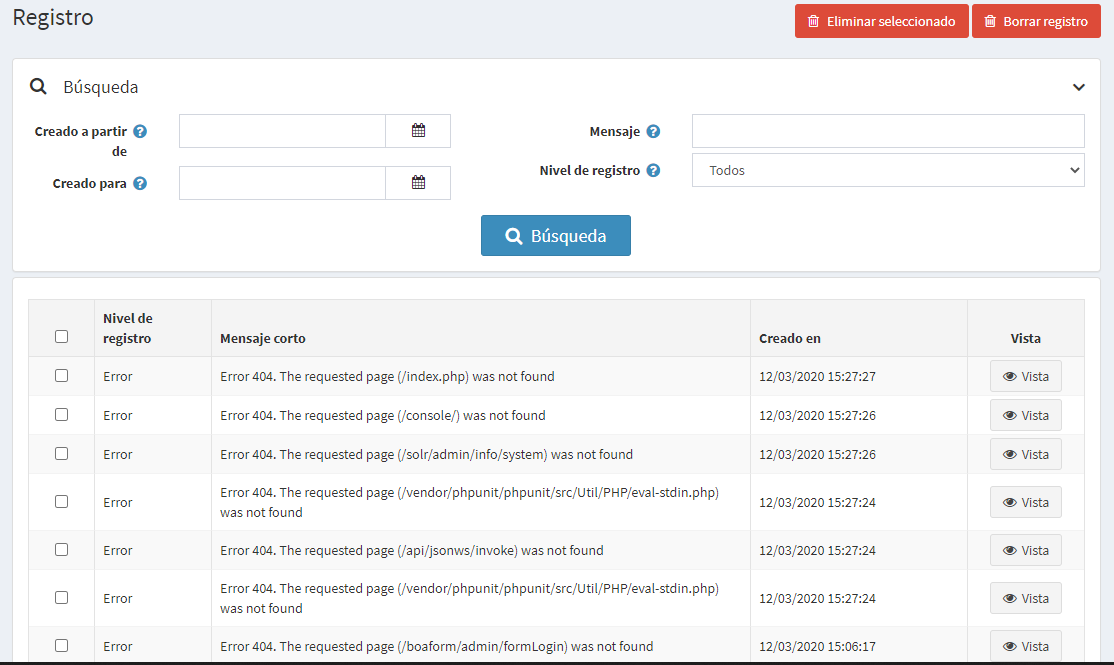 Registro
Eliminar seleccionado
Borrar registro
Búsqueda
Creado a partir
de
Mensaje
Creado para
Nivel de registro
Todos
Búsqueda
Nivel de
registro
Mensaje corto
Creado en
Vista
Error
Error 404. The requested page (/index.php) was not found
12/03/2020 15:27:27
Vista
Error
Error 404. The requested page (/console/) was not found
12/03/2020 15:27:26
Vista
Error
Error 404. The requested page (/solr/admin/info/system) was not found
12/03/2020 15:27:26
Vista
Error
Error 404. The requested page (/vendor/phpunit/phpunit/src/Util/PHP/eval-stdin.php)
was not found
12/03/2020 15:27:24
Vista
Error
Error 404. The requested page (/api/jsonws/invoke) was not found
12/03/2020 15:27:24
Vista
Error
Error 404. The requested page (/vendor/phpunit/phpunit/src/Util/PHP/eval-stdin.php)
was not found
12/03/2020 15:27:24
Vista
Error
Error 404. The requested page (/boaform/admin/formLogin) was not found
12/03/2020 15:06:17
Vista